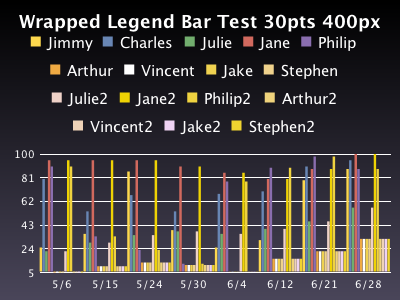 Wrapped Legend Bar Test 30pts 400px
Jimmy Charles Julie Jane Philip
Arthur Vincent Jake Stephen
Julie2 Jane2 Philip2 Arthur2
Vincent2 Jake2 Stephen2
100
81
62
43
24
5
5/6 5/15 5/24 5/30 6/4 6/12 6/21 6/28